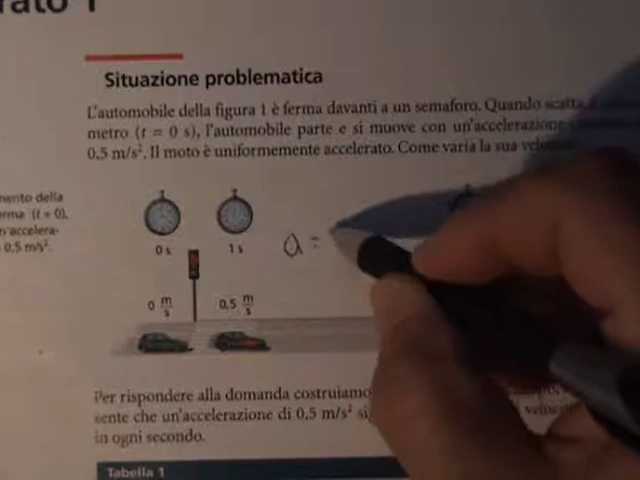 rato 1
Situazione problematica
L'automobile della figura 1 è ferma davanti a un semaforo. Quando scatta
metro (t = 0 s), l'automobile parte e si muove con un'accelerazione
0,5 m/s². Il moto è uniformemente accelerato. Come varia la sua
mento della
rma (t = 0),
n'accelera-
0,5 m/s².
0 s
1 s
a =
0 m/s
0,5 m/s
Per rispondere alla domanda costruiamo
sente che un'accelerazione di 0,5 m/s²
in ogni secondo.
Tabella 1